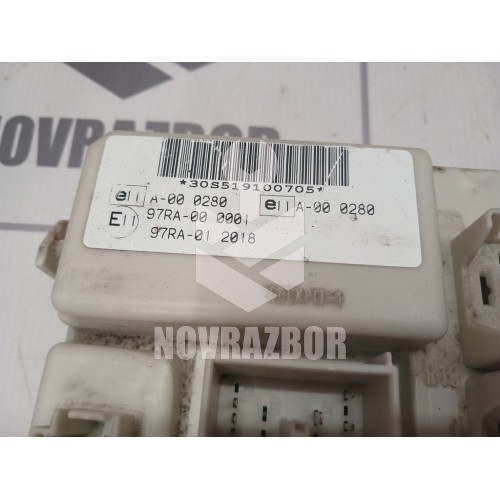 NOVRAZBOR
*30S519100705*
e11 A-00 0280 e11 A-00 0280
E11 97RA-00 0001
97RA-01 2018
NOVRAZBOR